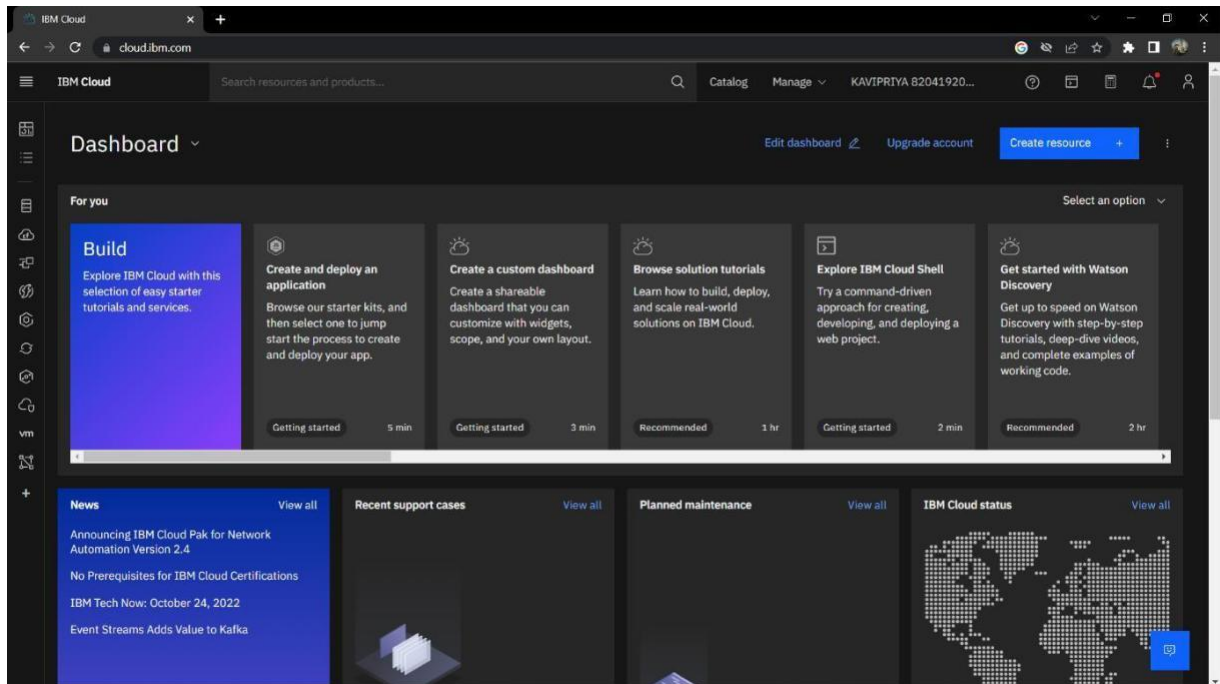 IBM Cloud
cloud.ibm.com
IBM Cloud
Search resources and products...
Catalog
Manage
KAVIPRIYA 82041920...
Dashboard
Edit dashboard
Upgrade account
Create resource +
For you
Select an option
Build
Explore IBM Cloud with this
selection of easy starter
tutorials and services.
Create and deploy an
application
Browse our starter kits, and
then select one to jump
start the process to create
and deploy your app.
Getting started
5 min
Create a custom dashboard
Create a shareable
dashboard that you can
customize with widgets,
scope, and your own layout.
Getting started
3 min
Browse solution tutorials
Learn how to build, deploy,
and scale real-world
solutions on IBM Cloud.
Recommended
1 hr
Explore IBM Cloud Shell
Try a command-driven
approach for creating,
developing, and deploying a
web project.
Getting started
2 min
Get started with Watson
Discovery
Get up to speed on Watson
Discovery with step-by-step
tutorials, deep-dive videos,
and complete examples of
working code.
Recommended
2 hr
vm
News
View all
Announcing IBM Cloud Pak for Network
Automation Version 2.4
No Prerequisites for IBM Cloud Certifications
IBM Tech Now: October 24, 2022
Event Streams Adds Value to Kafka
Recent support cases
View all
Planned maintenance
View all
IBM Cloud status
View all